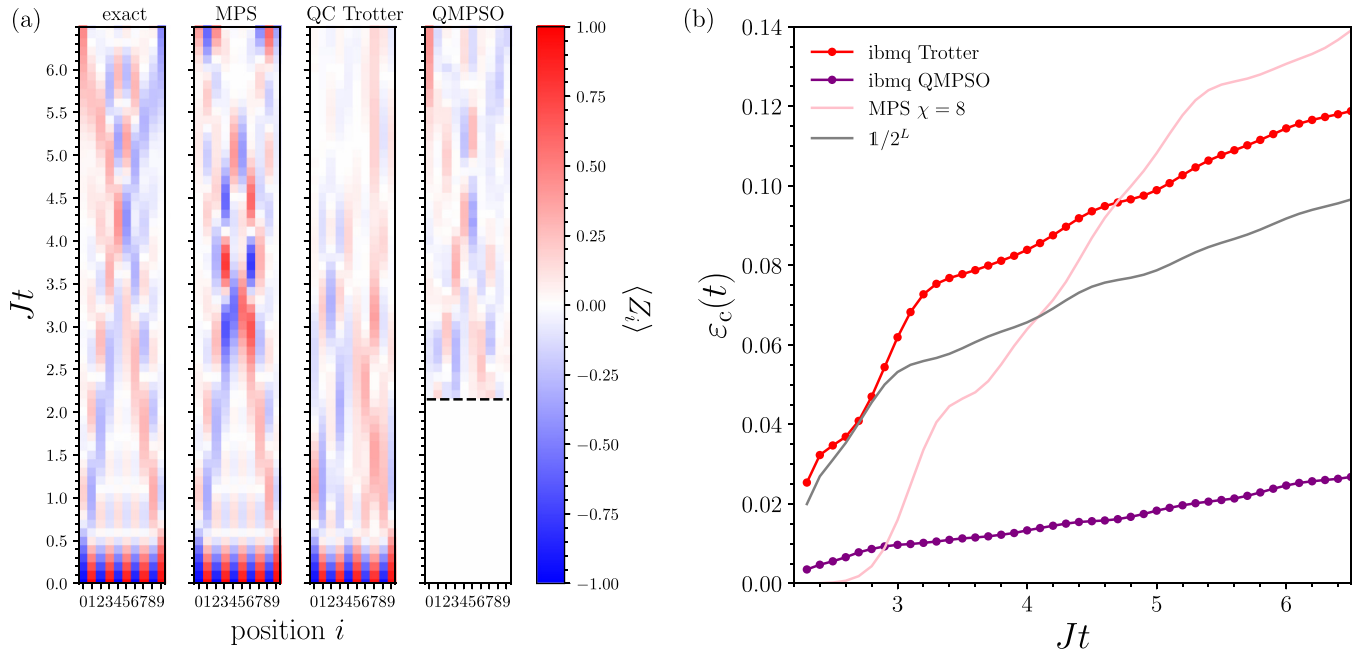 (a)
exact
MPS
QC Trotter
QMPSO
Jt
6.0
5.5
5.0
4.5
4.0
3.5
3.0
2.5
2.0
1.5
1.0
0.5
0.0
0123456789
0123456789
0123456789
0123456789
position i
1.00
0.75
0.50
0.25
0.00
−0.25
−0.50
−0.75
−1.00
⟨Z_i⟩
(b)
ibmq Trotter
ibmq QMPSO
MPS χ = 8
𝟙/2^L
ε_c(t)
0.14
0.12
0.10
0.08
0.06
0.04
0.02
0.00
3
4
5
6
Jt